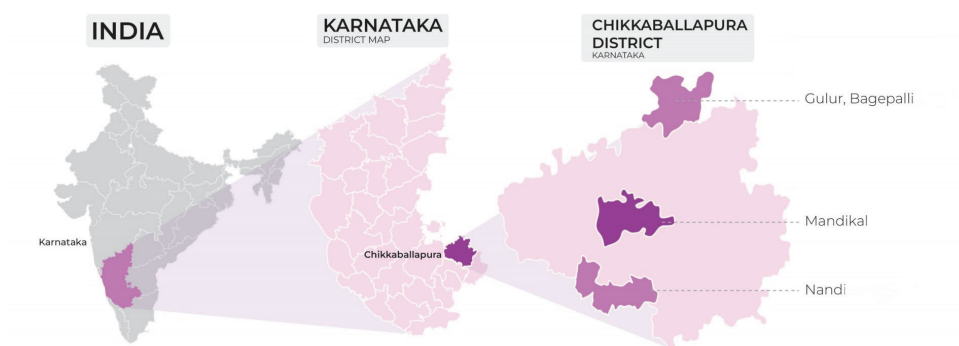 INDIA
KARNATAKA
DISTRICT MAP
CHIKKABALLAPURA
DISTRICT
KARNATAKA
Gulur, Bagepalli
Mandikal
Karnataka
Chikkaballapura
Nandi